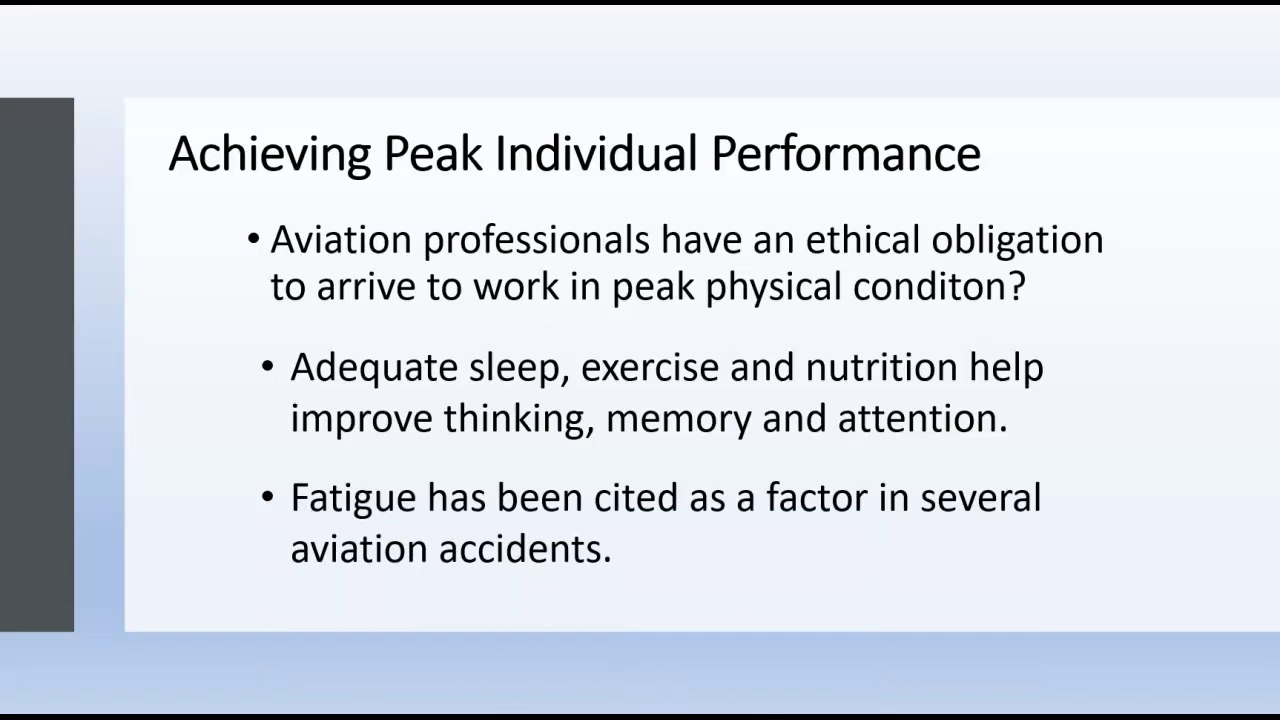 Achieving Peak Individual Performance
• Aviation professionals have an ethical obligation
to arrive to work in peak physical conditon?
• Adequate sleep, exercise and nutrition help
improve thinking, memory and attention.
• Fatigue has been cited as a factor in several
aviation accidents.